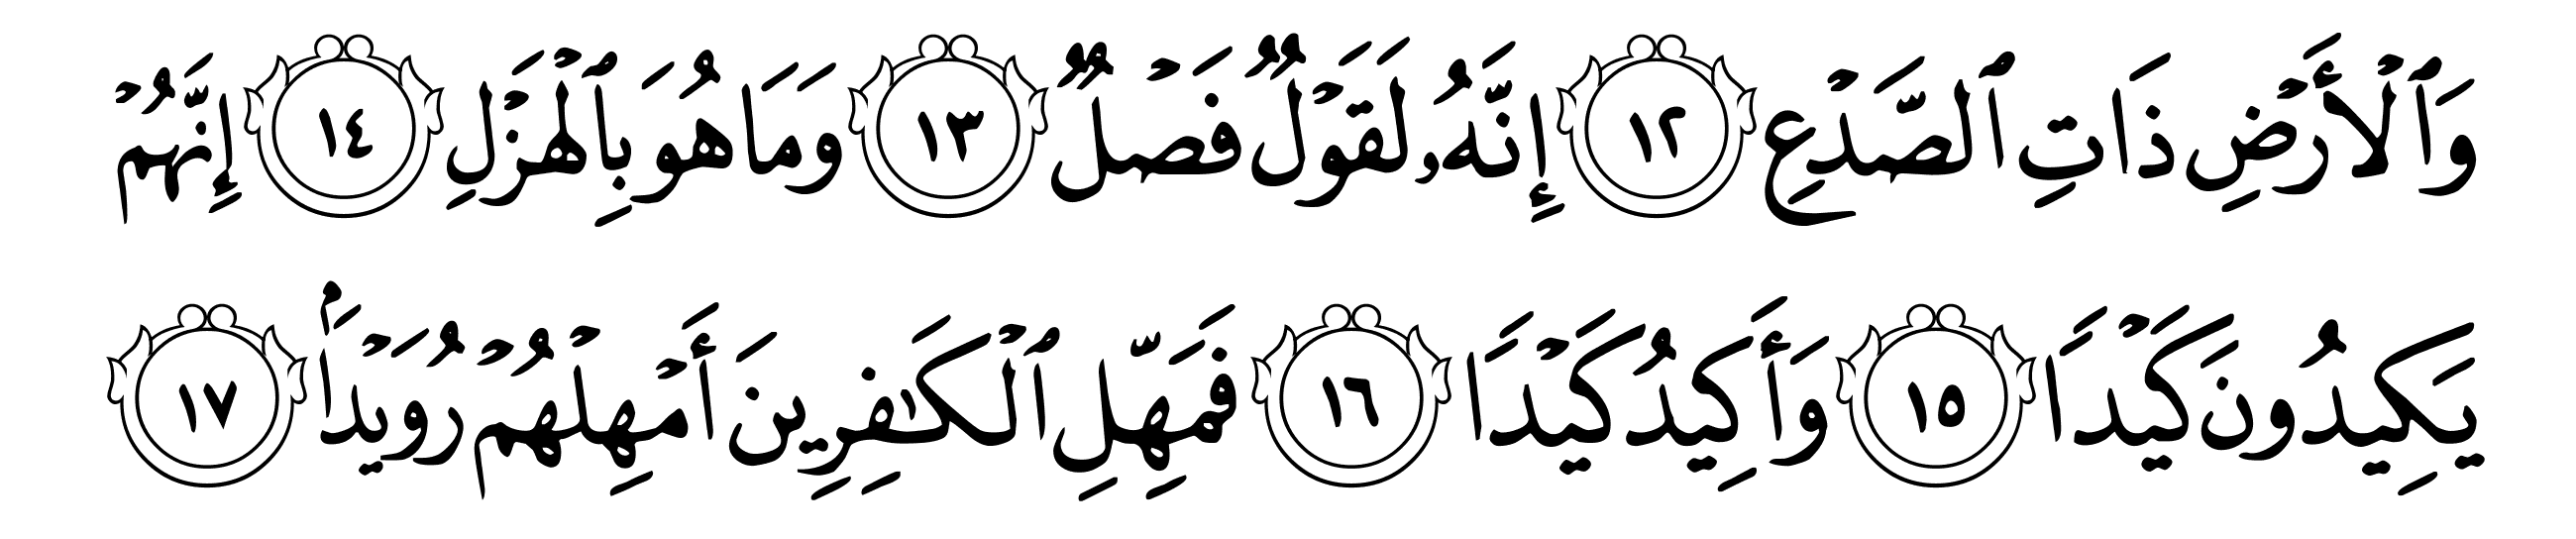 وَٱلْأَرْضِ ذَاتِ ٱلصَّدْعِ ١٢ إِنَّهُۥ لَقَوْلٌ فَصْلٌ ١٣ وَمَا هُوَ بِٱلْهَزْلِ ١٤ إِنَّهُمْ
يَكِيدُونَ كَيْدًا ١٥ وَأَكِيدُ كَيْدًا ١٦ فَمَهِّلِ ٱلْكَـٰفِرِينَ أَمْهِلْهُمْ رُوَيْدَۢا ١٧